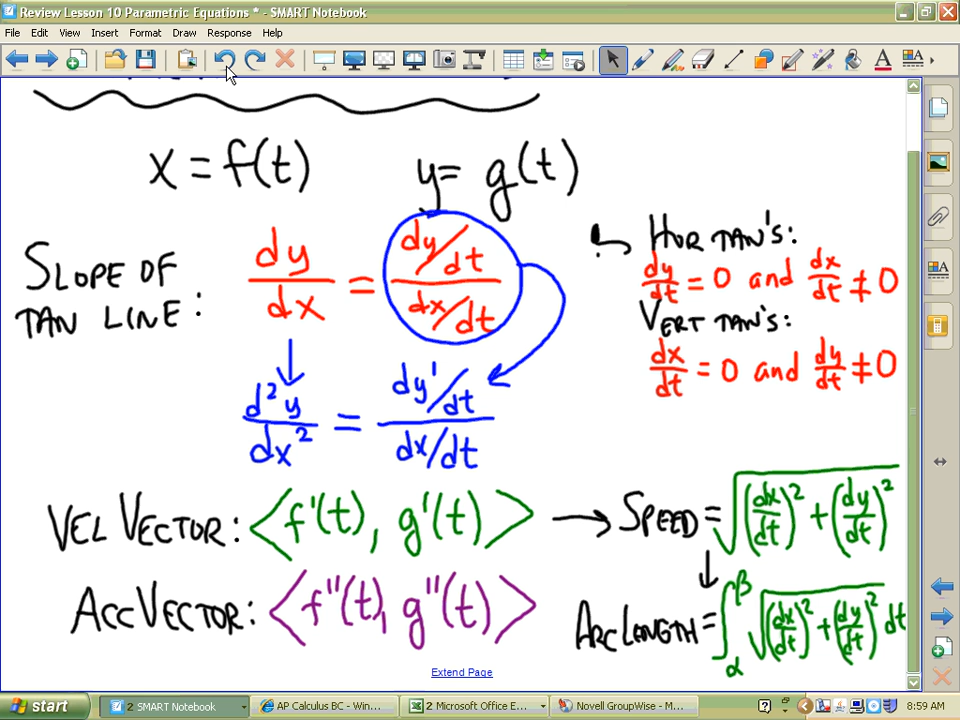 Review Lesson 10 Parametric Equations * - SMART Notebook
File Edit View Insert Format Draw Response Help
x = f(t) y = g(t)
SLOPE OF
TAN LINE :
dy/dx = (dy/dt)/(dx/dt)
HOR TAN'S:
dy/dt = 0 and dx/dt ≠ 0
VERT TAN'S:
dx/dt = 0 and dy/dt ≠ 0
d²y/dx² = (dy'/dt)/(dx/dt)
VEL VECTOR: <f'(t), g'(t)> → SPEED = √((dx/dt)² + (dy/dt)²)
ACC VECTOR: <f"(t), g"(t)>
ARC LENGTH = ∫_α^β √((dx/dt)² + (dy/dt)²) dt
Extend Page
start
2 SMART Notebook
AP Calculus BC - Win...
2 Microsoft Office E...
Novell GroupWise - M...
8:59 AM